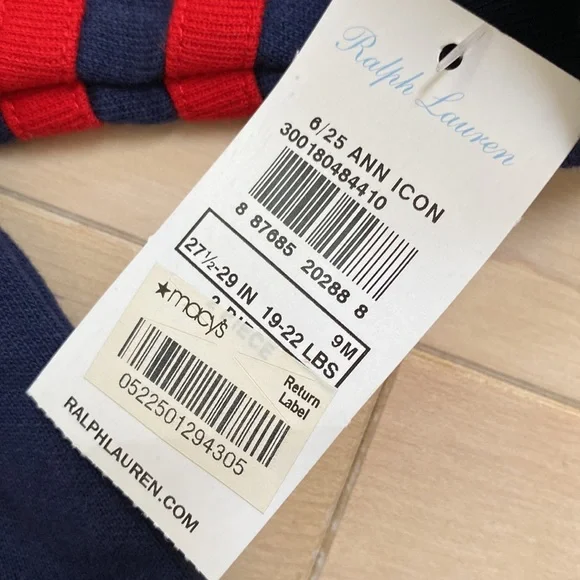 Ralph Lauren
6/25 ANN ICON
300180484410
8 87685 20288 8
9M
27½-29 IN 19-22 LBS
PIECE
★macy's
Return
Label
0522501294305
RALPHLAUREN.COM